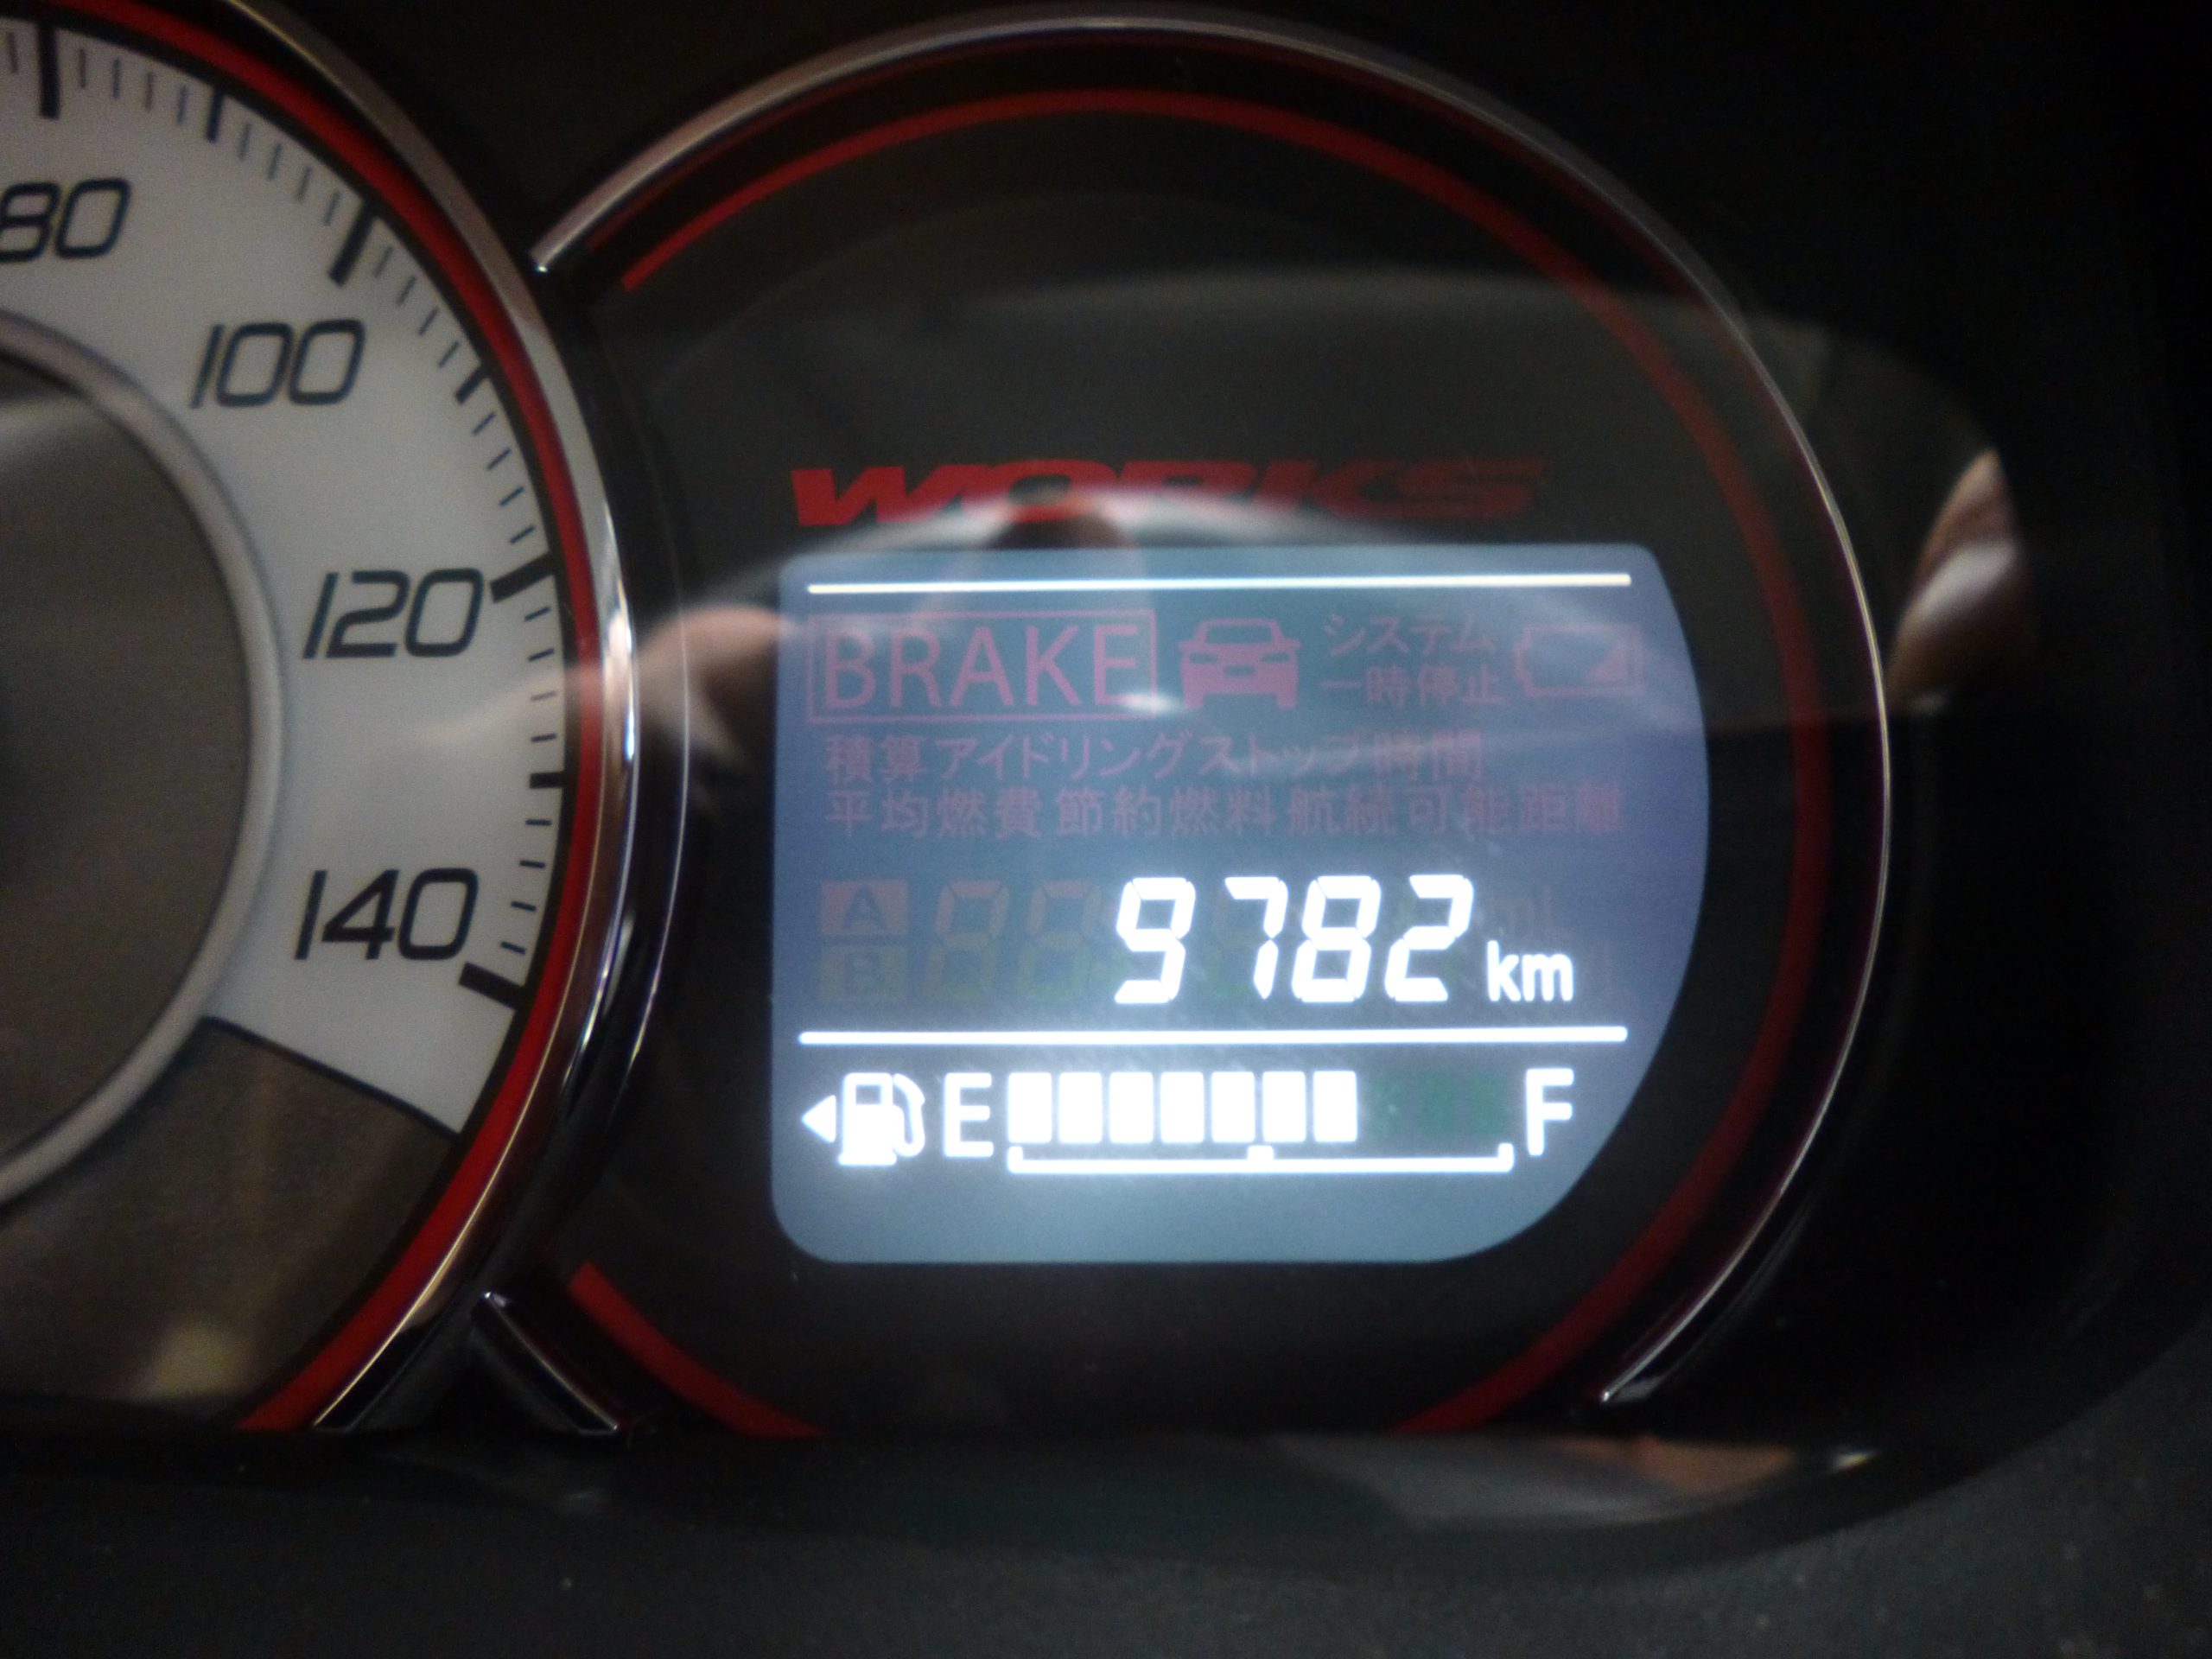 80
100
120
140
WORKS
BRAKE システム
一時停止
積算アイドリングストップ時間
平均燃費 節約燃料 航続可能距離
A
B
9782 km
E F